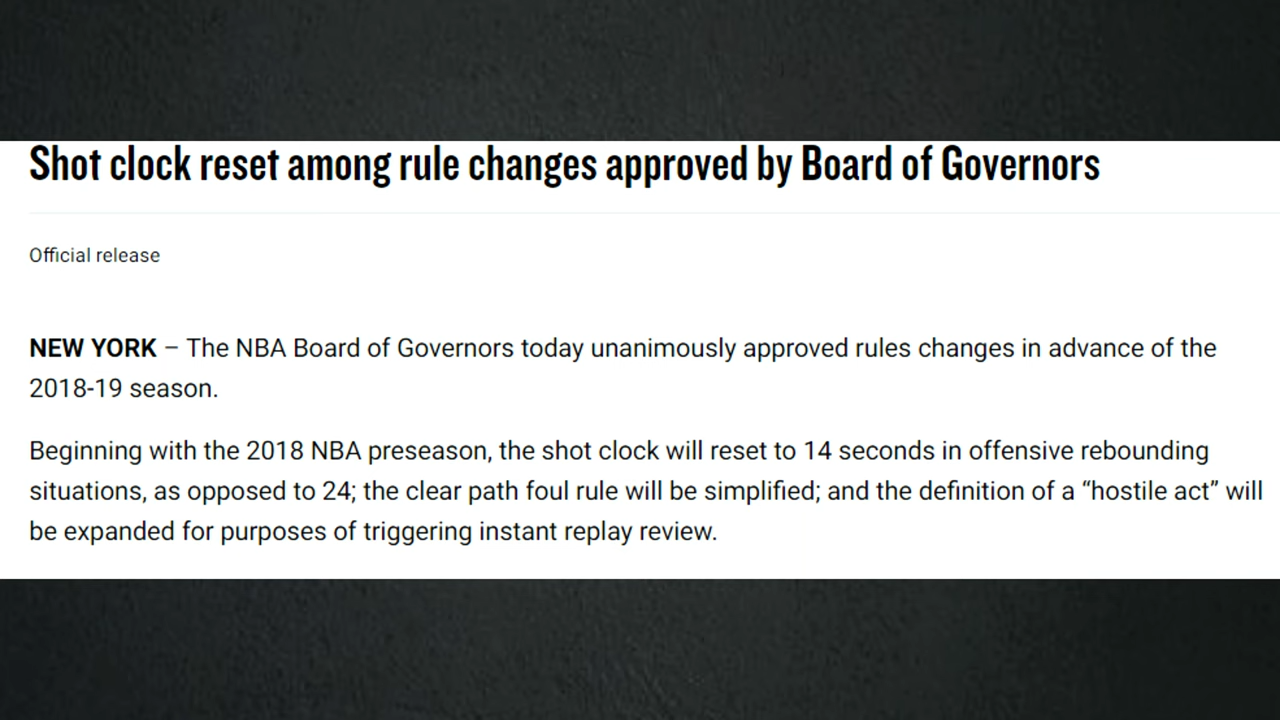 Shot clock reset among rule changes approved by Board of Governors
Official release
NEW YORK – The NBA Board of Governors today unanimously approved rules changes in advance of the
2018-19 season.
Beginning with the 2018 NBA preseason, the shot clock will reset to 14 seconds in offensive rebounding
situations, as opposed to 24; the clear path foul rule will be simplified; and the definition of a “hostile act” will
be expanded for purposes of triggering instant replay review.